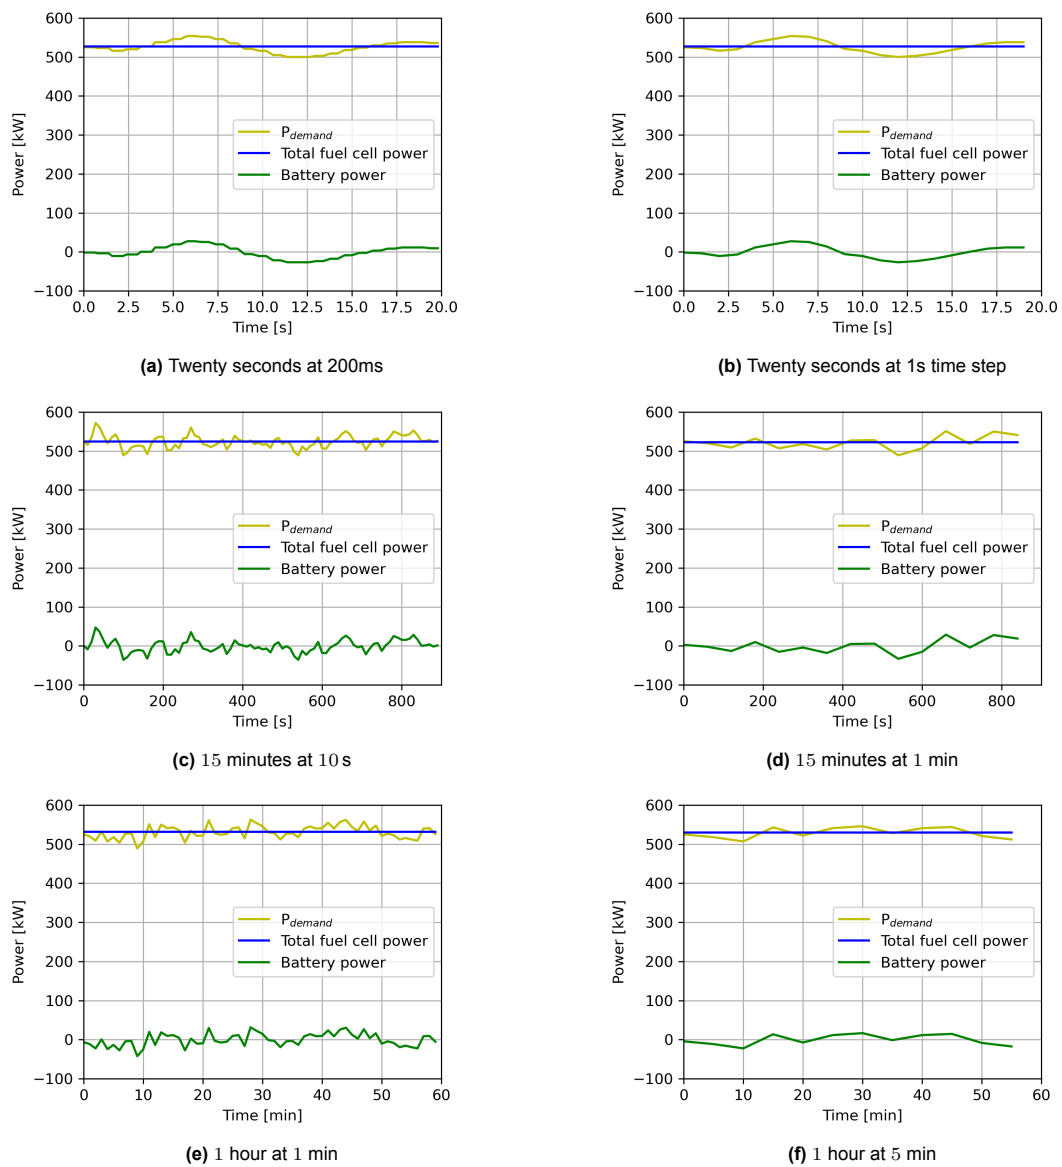 600
500
400
300
200
100
0
−100
Power [kW]
P_demand
Total fuel cell power
Battery power
0.0 2.5 5.0 7.5 10.0 12.5 15.0 17.5 20.0
Time [s]
(a) Twenty seconds at 200ms
600
500
400
300
200
100
0
−100
Power [kW]
P_demand
Total fuel cell power
Battery power
0.0 2.5 5.0 7.5 10.0 12.5 15.0 17.5 20.0
Time [s]
(b) Twenty seconds at 1s time step
600
500
400
300
200
100
0
−100
Power [kW]
P_demand
Total fuel cell power
Battery power
0 200 400 600 800
Time [s]
(c) 15 minutes at 10 s
600
500
400
300
200
100
0
−100
Power [kW]
P_demand
Total fuel cell power
Battery power
0 200 400 600 800
Time [s]
(d) 15 minutes at 1 min
600
500
400
300
200
100
0
−100
Power [kW]
P_demand
Total fuel cell power
Battery power
0 10 20 30 40 50 60
Time [min]
(e) 1 hour at 1 min
600
500
400
300
200
100
0
−100
Power [kW]
P_demand
Total fuel cell power
Battery power
0 10 20 30 40 50 60
Time [min]
(f) 1 hour at 5 min